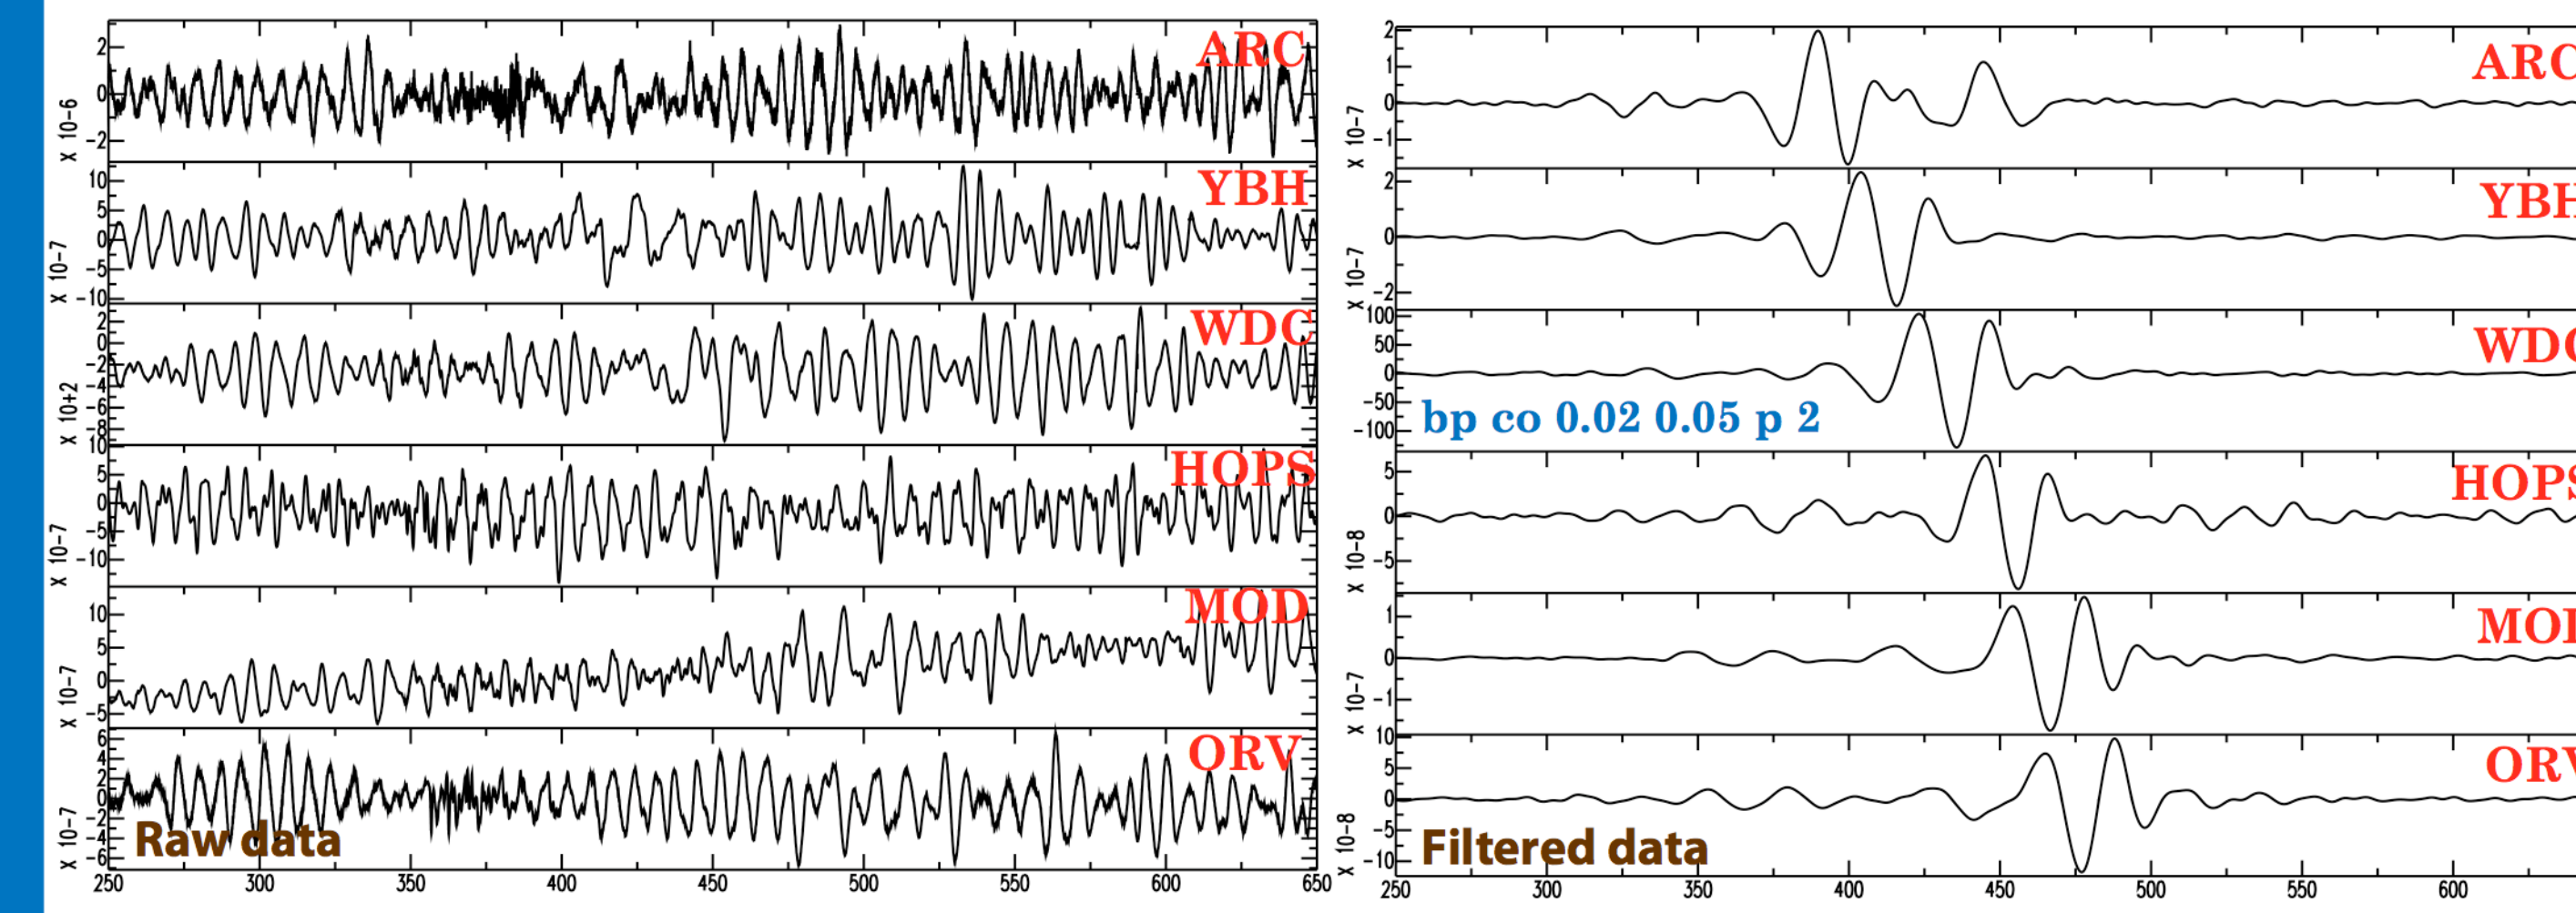 ARC
2
0
-2
x 10-6
YBH
10
5
0
-5
-10
x 10-7
WDC
2
0
-2
-4
-6
-8
x 10+2
HOPS
10
5
0
-5
-10
x 10-7
MOD
10
5
0
-5
x 10-7
ORV
6
4
2
0
-2
-4
-6
x 10-7
Raw data
250 300 350 400 450 500 550 600 650
ARC
2
1
0
-1
x 10-7
YBH
2
0
-2
x 10-7
WDC
100
50
0
-50
-100
bp co 0.02 0.05 p 2
HOPS
5
0
-5
x 10-8
MOD
1
0
-1
x 10-7
ORV
10
5
0
-5
-10
x 10-8
Filtered data
250 300 350 400 450 500 550 600